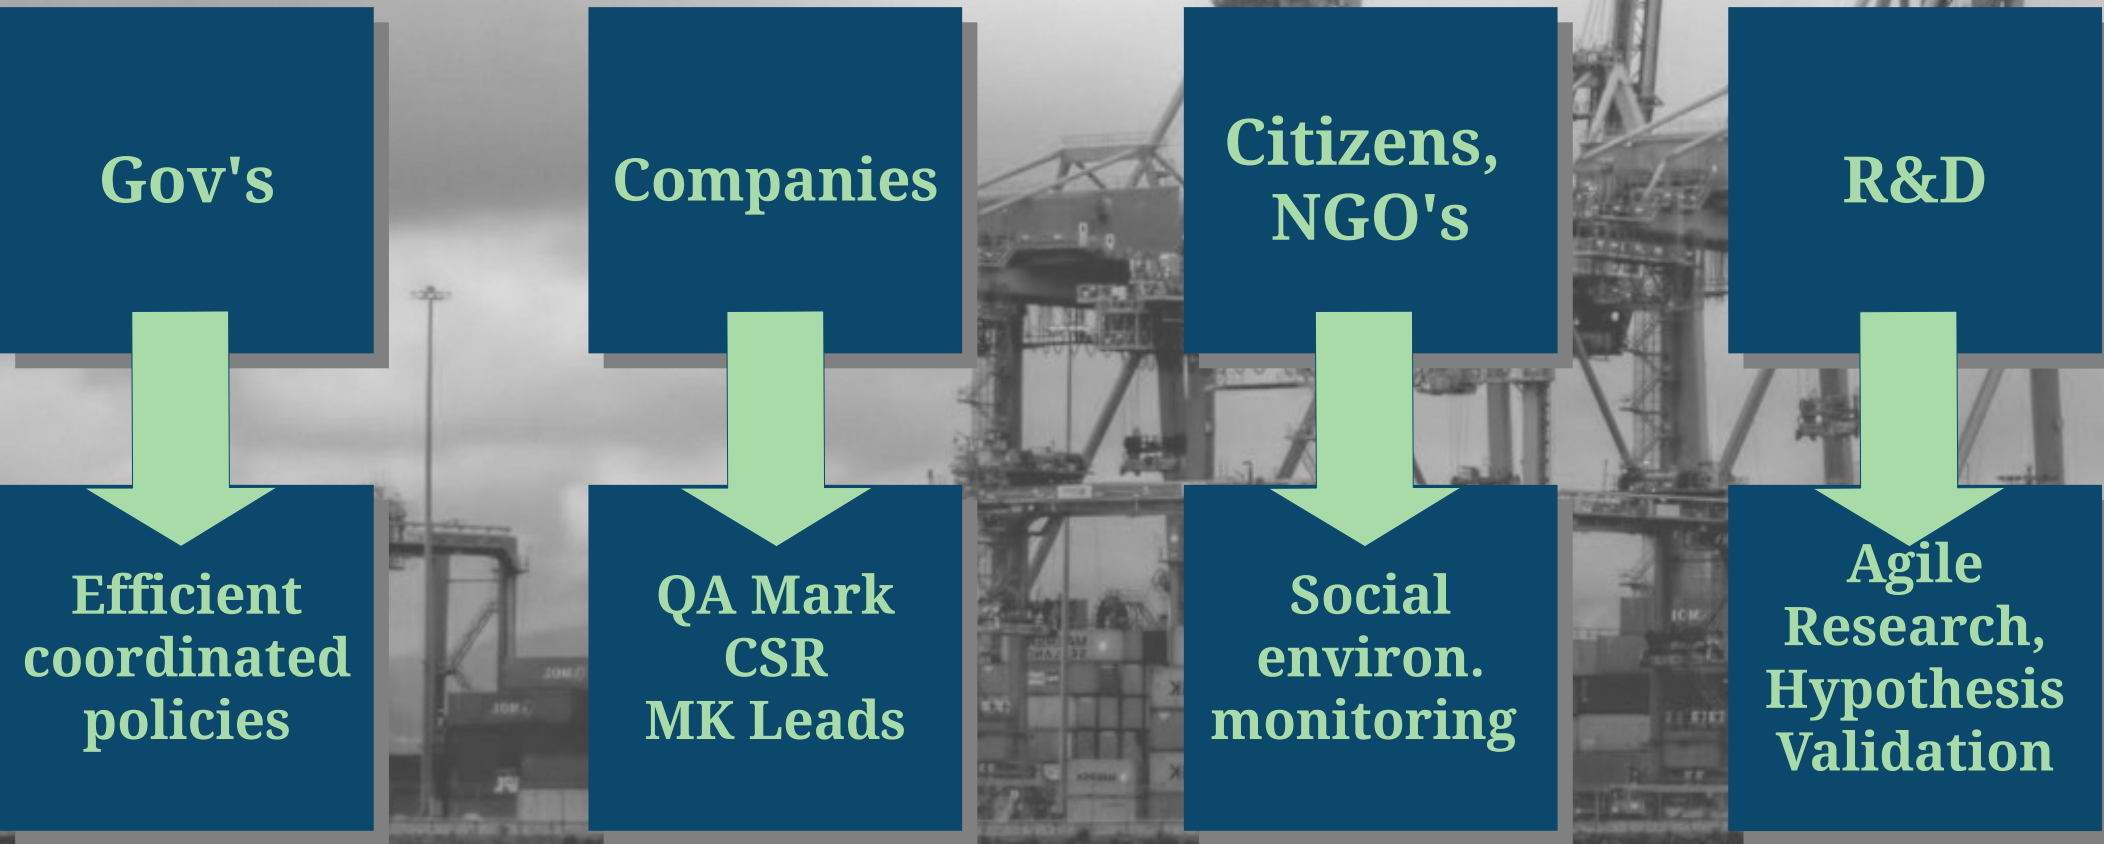 Gov's
Companies
Citizens,
NGO's
R&D
Efficient
coordinated
policies
QA Mark
CSR
MK Leads
Social
environ.
monitoring
Agile
Research,
Hypothesis
Validation